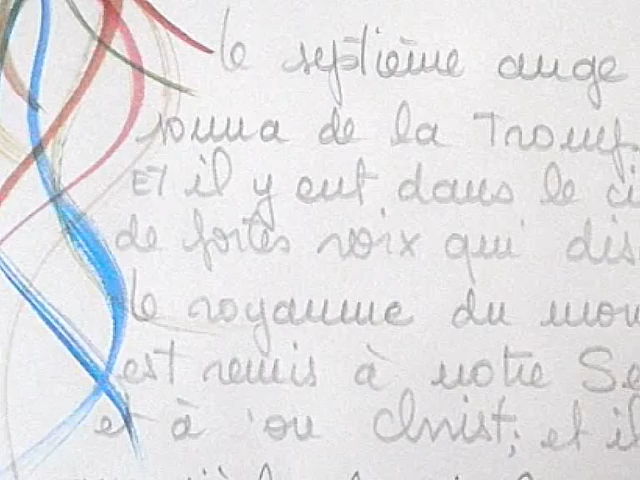 le septième ange
sonna de la Tromp
Et il y eut dans le ci
de fortes voix qui dis
le royaume du mon
est remis à notre Se
et à son Christ; et il